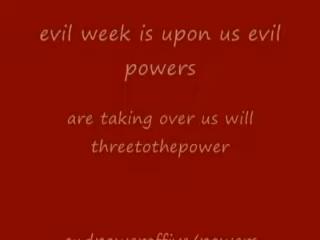 evil week is upon us evil
powers
are taking over us will
threetothepower